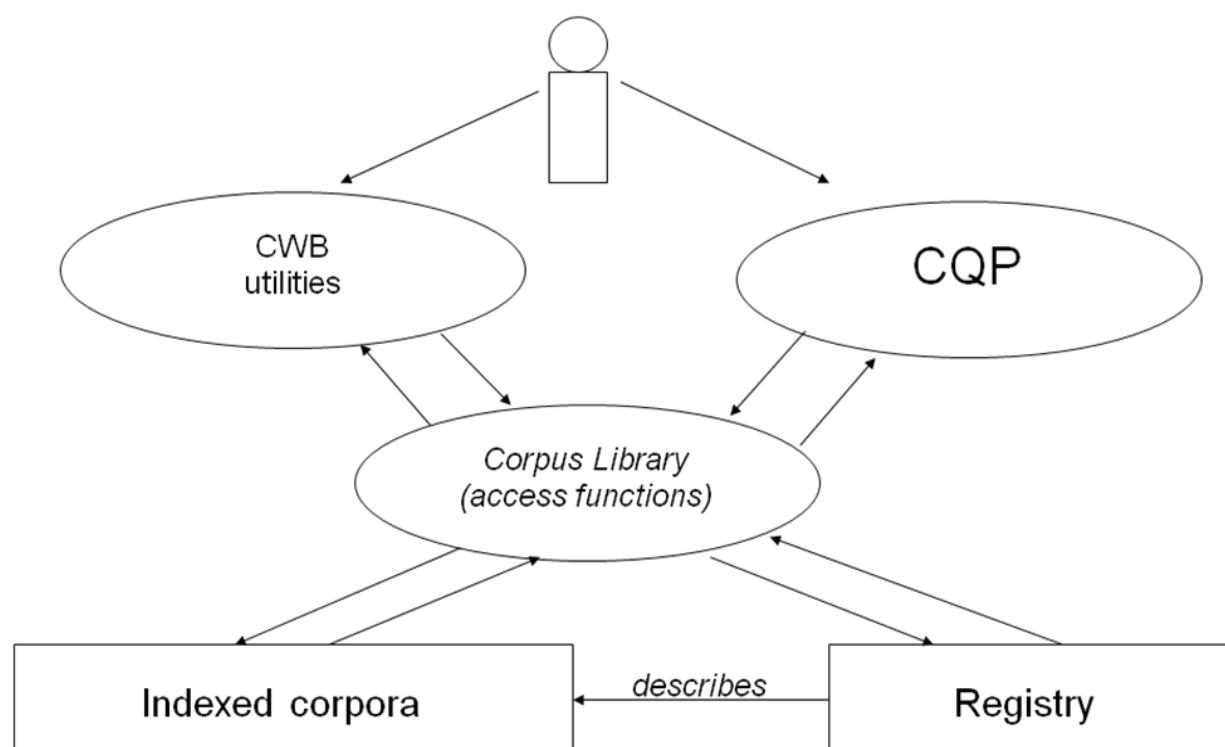 CWB
utilities
CQP
Corpus Library
(access functions)
Indexed corpora
describes
Registry